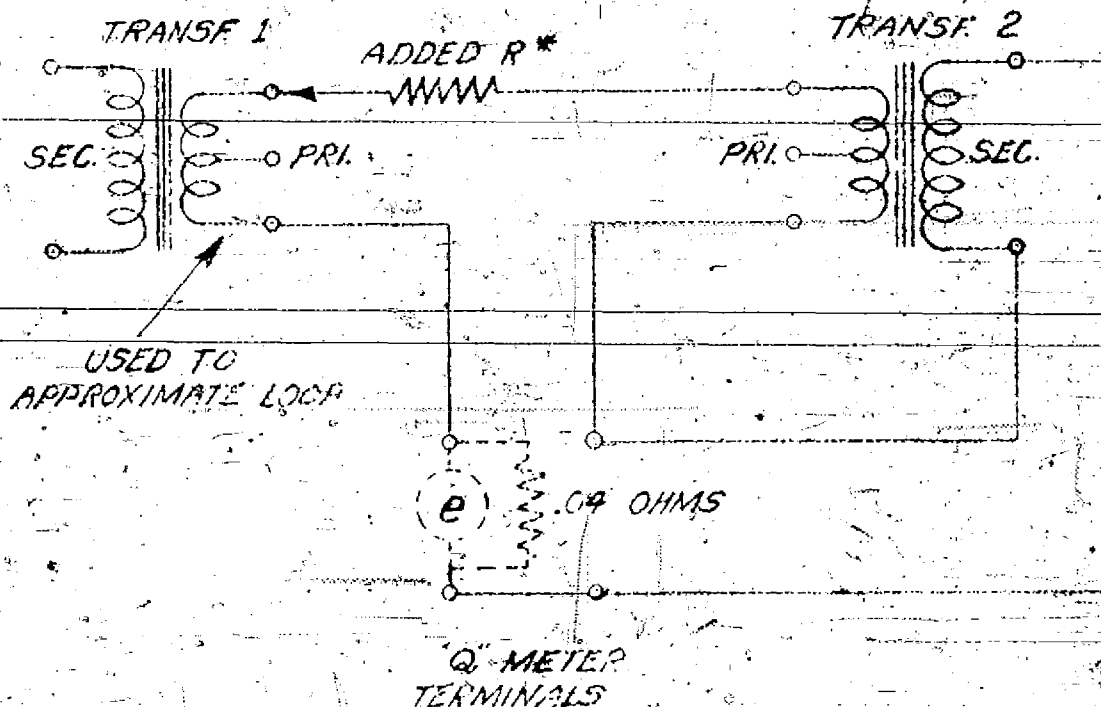 TRANSF. 1
TRANSF. 2
ADDED R*
SEC.
PRI.
PRI.
SEC.
USED TO
APPROXIMATE LOOP
e
.04 OHMS
"Q" METER
TERMINALS